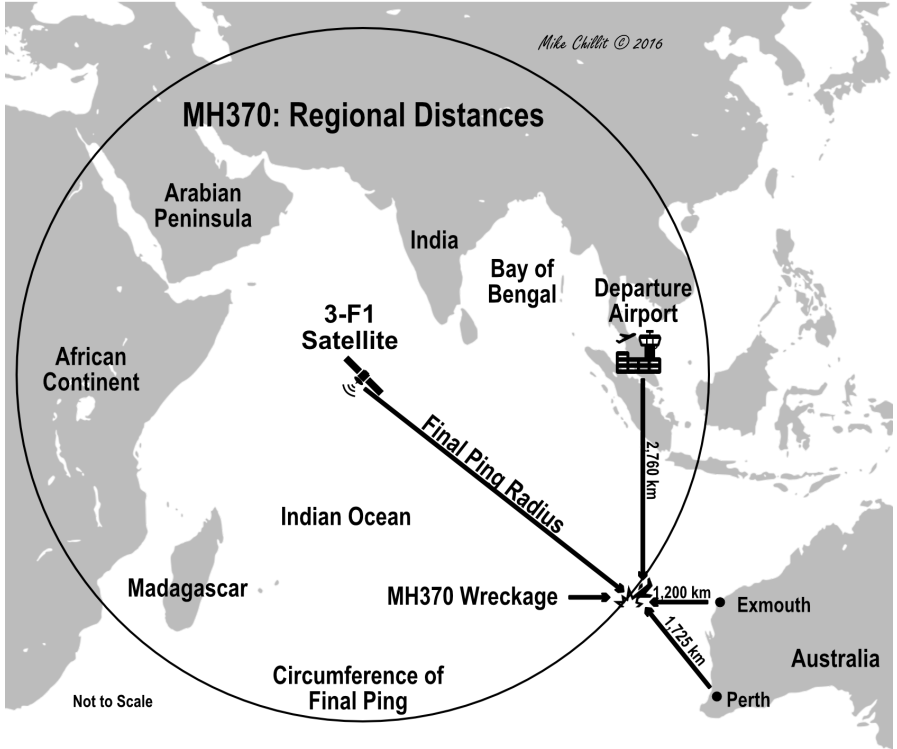 Mike Chillit © 2016
MH370: Regional Distances
Arabian
Peninsula
India
Bay of
Bengal
Departure
Airport
3-F1
Satellite
African
Continent
Final Ping Radius
2,760 km
Indian Ocean
Madagascar
MH370 Wreckage
1,200 km
Exmouth
1,725 km
Australia
Circumference of
Final Ping
Not to Scale
Perth